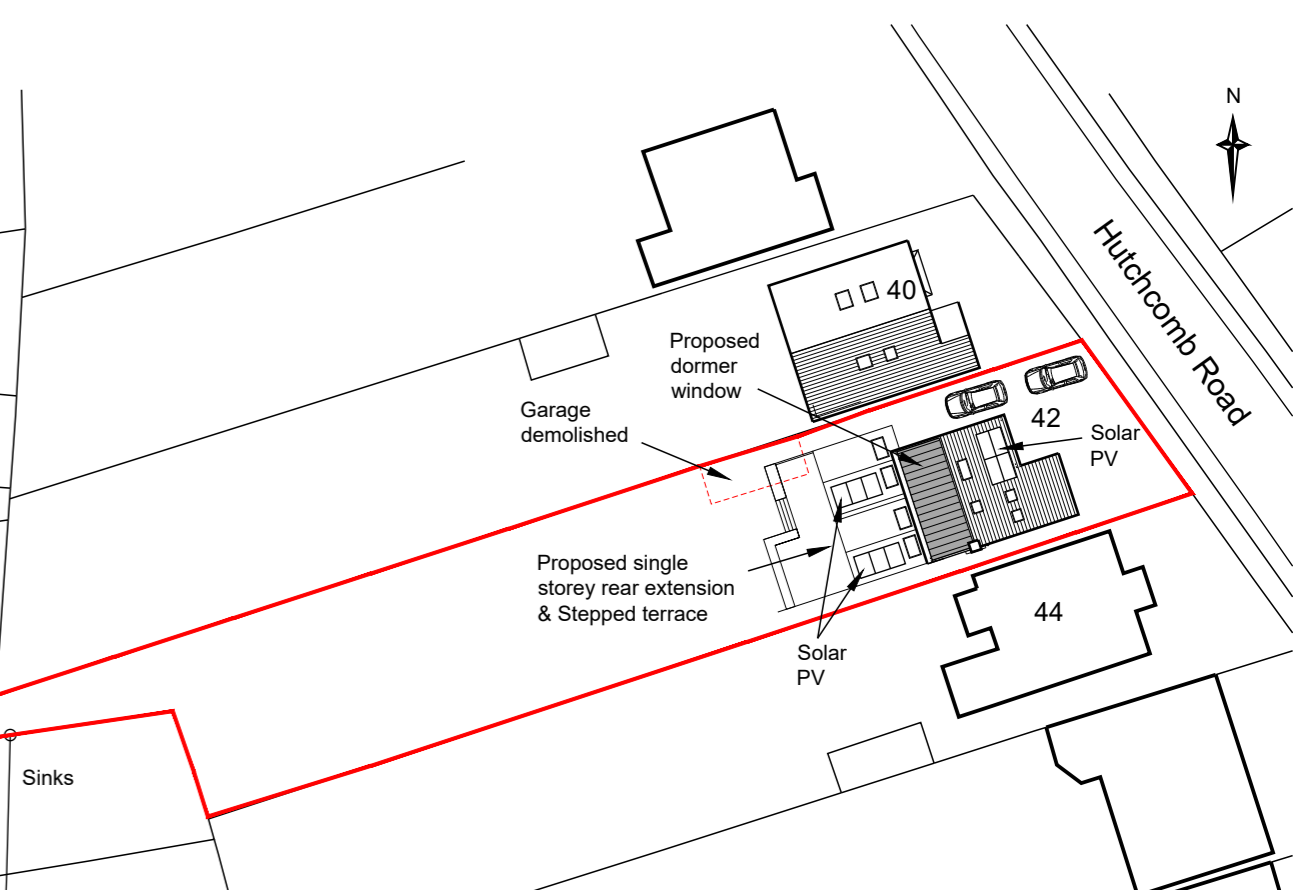 N
Hutchcomb Road
40
Proposed
dormer
window
Garage
demolished
42
Solar
PV
Proposed single
storey rear extension
& Stepped terrace
44
Solar
PV
Sinks